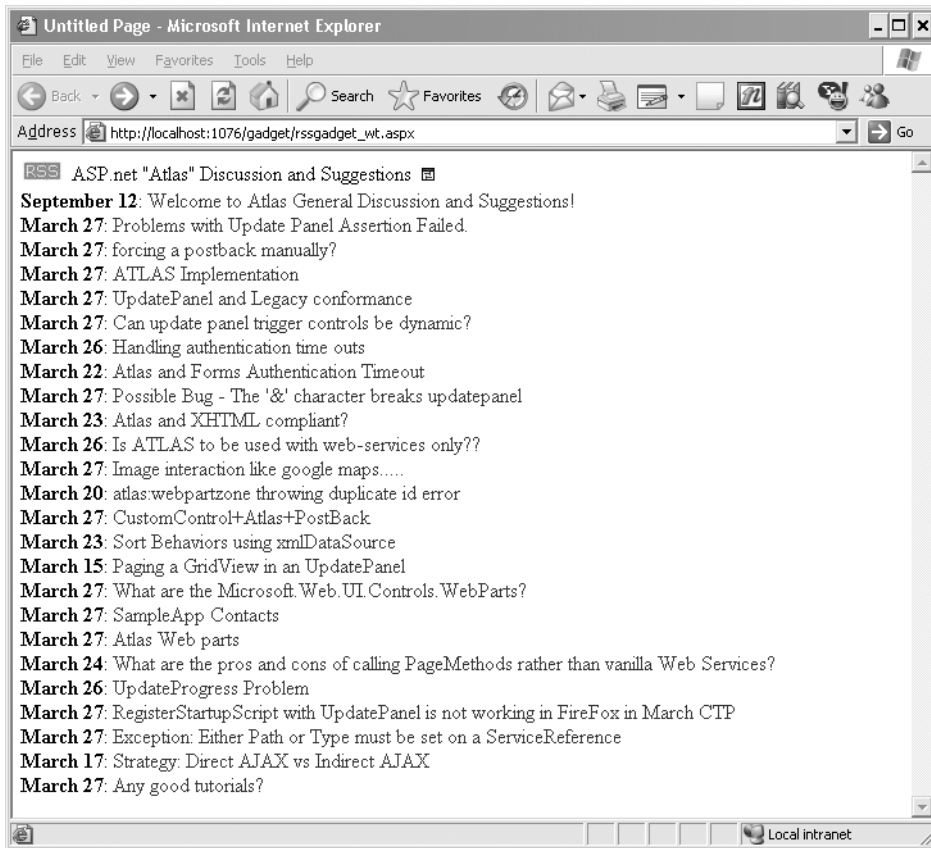 Untitled Page - Microsoft Internet Explorer
File Edit View Favorites Tools Help
Back Search Favorites
Address http://localhost:1076/gadget/rssgadget_wt.aspx Go
RSS ASP.net "Atlas" Discussion and Suggestions
September 12: Welcome to Atlas General Discussion and Suggestions!
March 27: Problems with Update Panel Assertion Failed.
March 27: forcing a postback manually?
March 27: ATLAS Implementation
March 27: UpdatePanel and Legacy conformance
March 27: Can update panel trigger controls be dynamic?
March 26: Handling authentication time outs
March 22: Atlas and Forms Authentication Timeout
March 27: Possible Bug - The '&' character breaks updatepanel
March 23: Atlas and XHTML compliant?
March 26: Is ATLAS to be used with web-services only??
March 27: Image interaction like google maps.....
March 20: atlas:webpartzone throwing duplicate id error
March 27: CustomControl+Atlas+PostBack
March 23: Sort Behaviors using xmlDataSource
March 15: Paging a GridView in an UpdatePanel
March 27: What are the Microsoft.Web.UI.Controls.WebParts?
March 27: SampleApp Contacts
March 27: Atlas Web parts
March 24: What are the pros and cons of calling PageMethods rather than vanilla Web Services?
March 26: UpdateProgress Problem
March 27: RegisterStartupScript with UpdatePanel is not working in FireFox in March CTP
March 27: Exception: Either Path or Type must be set on a ServiceReference
March 17: Strategy: Direct AJAX vs Indirect AJAX
March 27: Any good tutorials?
Local intranet